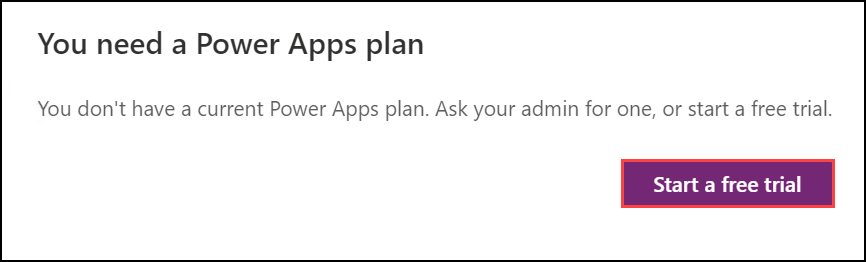 You need a Power Apps plan
You don't have a current Power Apps plan. Ask your admin for one, or start a free trial.
Start a free trial